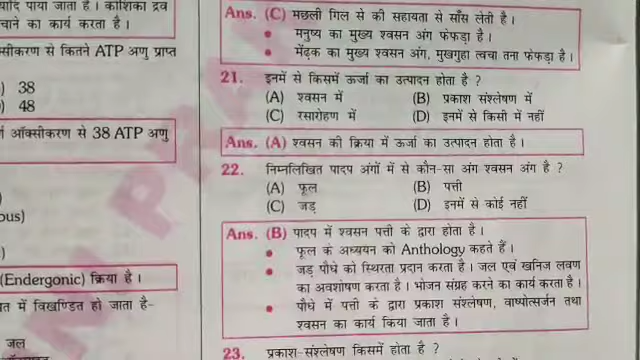 यदि पाया जाता है। कोशिका द्रव
चाने का कार्य करता है।
सीकरण से कितने ATP अणु प्राप्त
) 38
) 48
ऑक्सीकरण से 38 ATP अणु
ous)
(Endergonic) क्रिया है।
त में विखण्डित हो जाता है-
जल
Ans. (C) मछली गिल से की सहायता से साँस लेती है।
• मनुष्य का मुख्य श्वसन अंग फेफड़ा है।
• मेंढ़क का मुख्य श्वसन अंग, मुखगुहा त्वचा तना फेफड़ा है।
21. इनमें से किसमें ऊर्जा का उत्पादन होता है ?
(A) श्वसन में (B) प्रकाश संश्लेषण में
(C) रसारोहण में (D) इनमें से किसी में नहीं
Ans. (A) श्वसन की क्रिया में ऊर्जा का उत्पादन होता है।
22. निम्नलिखित पादप अंगों में से कौन-सा अंग श्वसन अंग है ?
(A) फूल (B) पत्ती
(C) जड़ (D) इनमें से कोई नहीं
Ans. (B) पादप में श्वसन पत्ती के द्वारा होता है।
• फूल के अध्ययन को Anthology कहते हैं।
• जड़ पौधे को स्थिरता प्रदान करता है। जल एवं खनिज लवण
का अवशोषण करता है। भोजन संग्रह करने का कार्य करता है।
• पौधे में पत्ती के द्वारा प्रकाश संश्लेषण, वाष्योत्सर्जन तथा
श्वसन का कार्य किया जाता है।
23. प्रकाश-संश्लेषण किसमें होता है ?